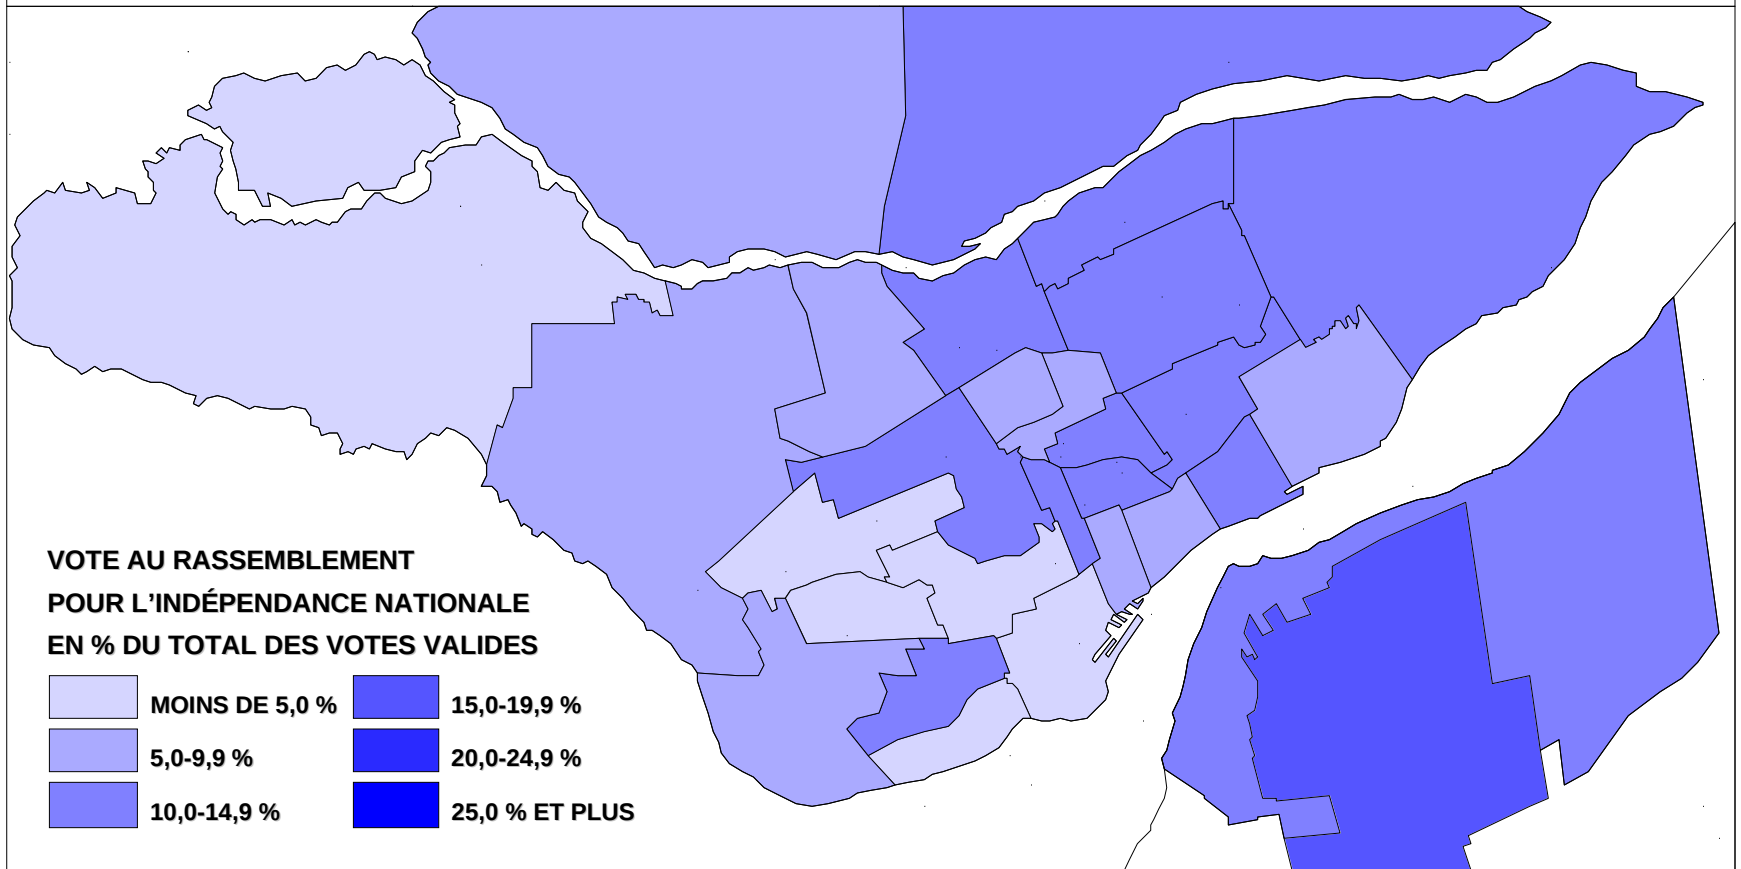 VOTE AU RASSEMBLEMENT
POUR L'INDÉPENDANCE NATIONALE
EN % DU TOTAL DES VOTES VALIDES
MOINS DE 5,0 %
5,0-9,9 %
10,0-14,9 %
15,0-19,9 %
20,0-24,9 %
25,0 % ET PLUS